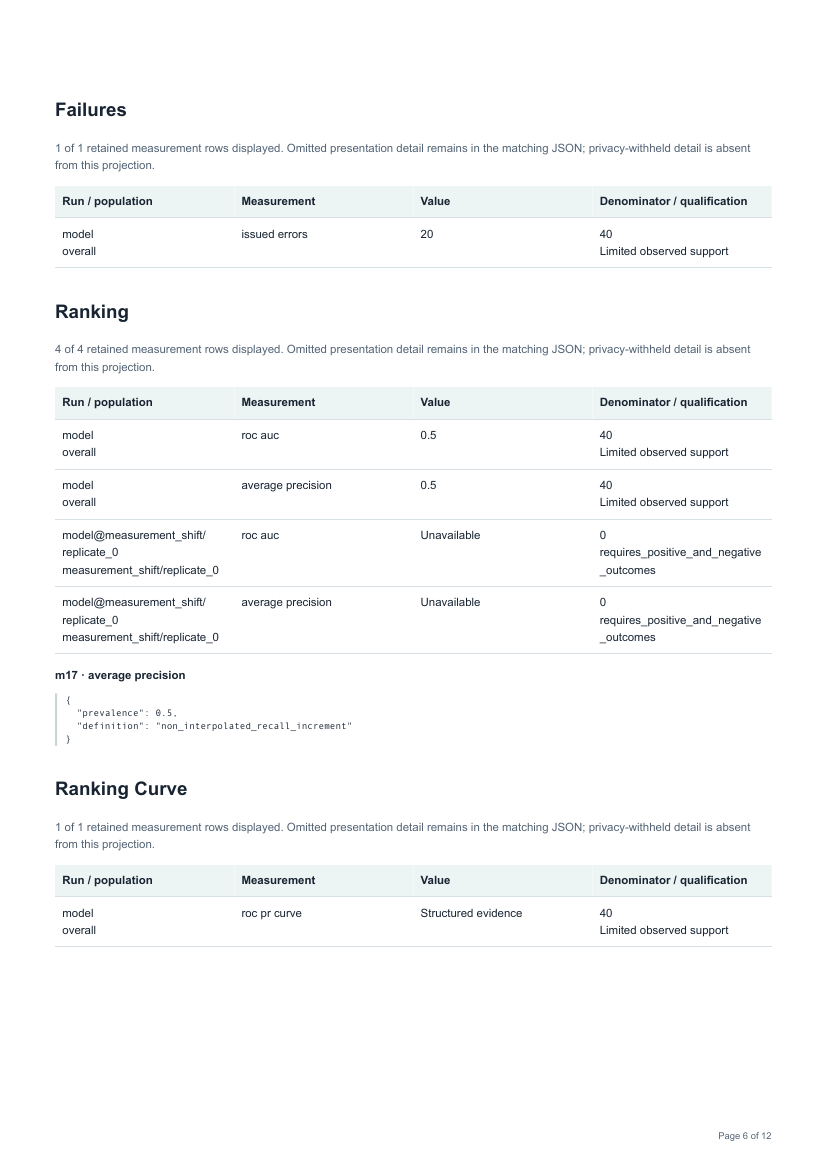 Failures
1 of 1 retained measurement rows displayed. Omitted presentation detail remains in the matching JSON; privacy-withheld detail is absent
from this projection.
Run / population Measurement Value Denominator / qualification
model issued errors 20 40
overall Limited observed support
Ranking
4 of 4 retained measurement rows displayed. Omitted presentation detail remains in the matching JSON; privacy-withheld detail is absent
from this projection.
Run / population Measurement Value Denominator / qualification
model roc auc 0.5 40
overall Limited observed support
model average precision 0.5 40
overall Limited observed support
model@measurement_shift/ roc auc Unavailable 0
replicate_0 requires_positive_and_negative
measurement_shift/replicate_0 _outcomes
model@measurement_shift/ average precision Unavailable 0
replicate_0 requires_positive_and_negative
measurement_shift/replicate_0 _outcomes
m17 · average precision
{
"prevalence": 0.5,
"definition": "non_interpolated_recall_increment"
}
Ranking Curve
1 of 1 retained measurement rows displayed. Omitted presentation detail remains in the matching JSON; privacy-withheld detail is absent
from this projection.
Run / population Measurement Value Denominator / qualification
model roc pr curve Structured evidence 40
overall Limited observed support
Page 6 of 12